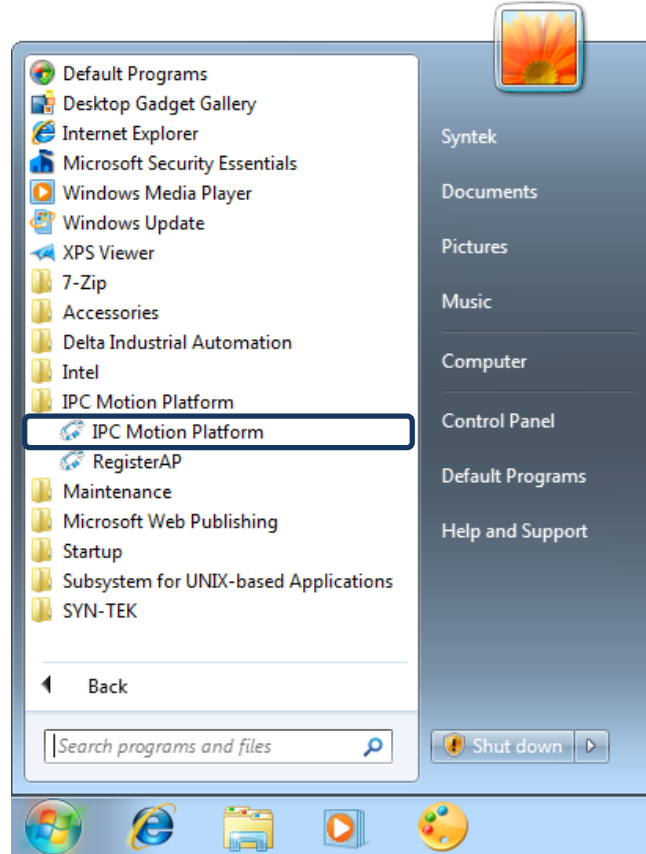 Default Programs
Desktop Gadget Gallery
Internet Explorer
Microsoft Security Essentials
Windows Media Player
Windows Update
XPS Viewer
7-Zip
Accessories
Delta Industrial Automation
Intel
IPC Motion Platform
IPC Motion Platform
RegisterAP
Maintenance
Microsoft Web Publishing
Startup
Subsystem for UNIX-based Applications
SYN-TEK
Back
Search programs and files
Syntek
Documents
Pictures
Music
Computer
Control Panel
Default Programs
Help and Support
Shut down